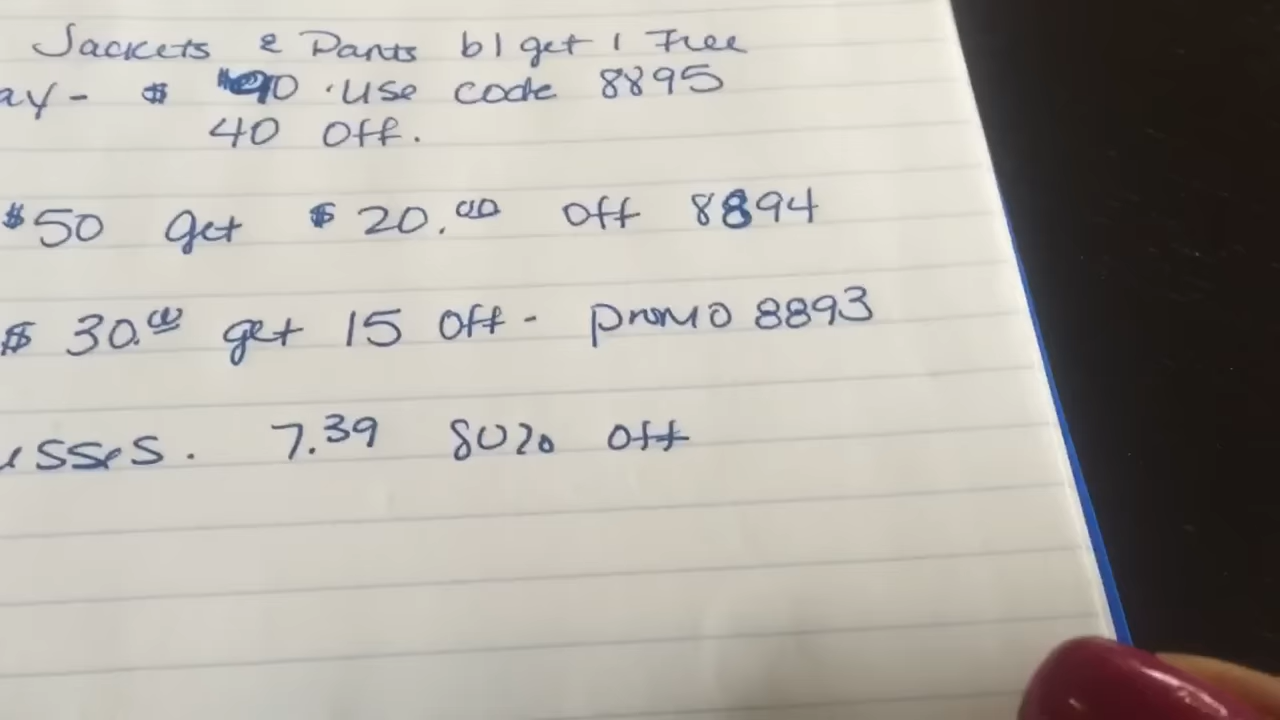 Jackets & Pants b1 get 1 Free
ay - $ 90 . Use code 8895
40 Off.
$50 get $20.00 Off 8894
$30.00 get 15 Off - promo 8893
esses. 7.39 80% Off